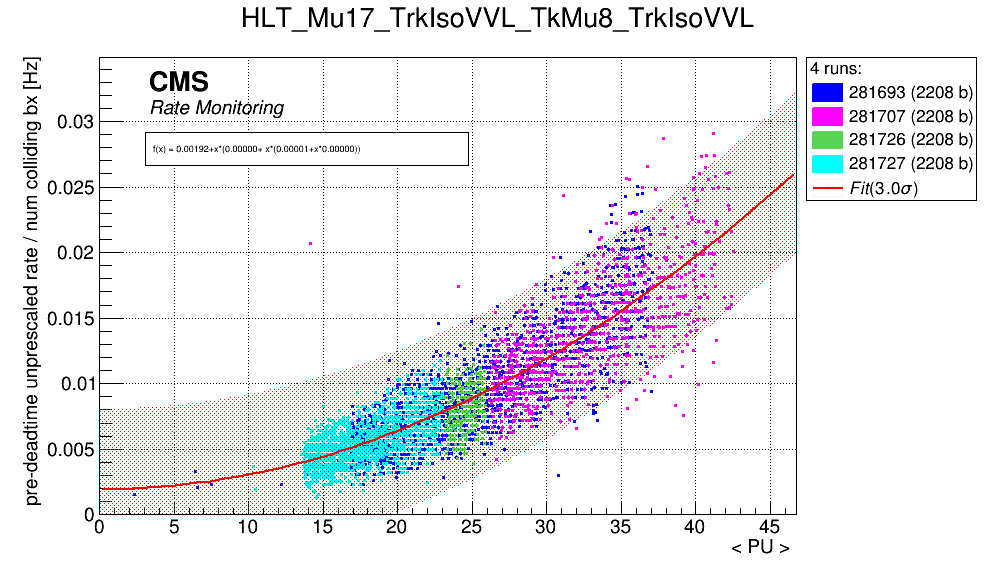 HLT_Mu17_TrkIsoVVL_TkMu8_TrkIsoVVL
pre-deadtime unprescaled rate / num colliding bx [Hz]
CMS
Rate Monitoring
f(x) = 0.00192+x*(0.00000+ x*(0.00001+x*0.00000))
4 runs:
281693 (2208 b)
281707 (2208 b)
281726 (2208 b)
281727 (2208 b)
Fit(3.0σ)
0.03
0.025
0.02
0.015
0.01
0.005
0
0 5 10 15 20 25 30 35 40 45
< PU >